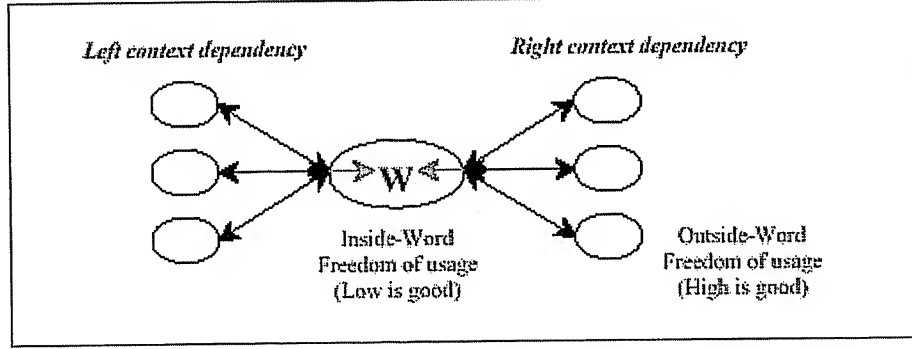 Left context dependency
Right context dependency
W
Inside-Word
Freedom of usage
(Low is good)
Outside-Word
Freedom of usage
(High is good)